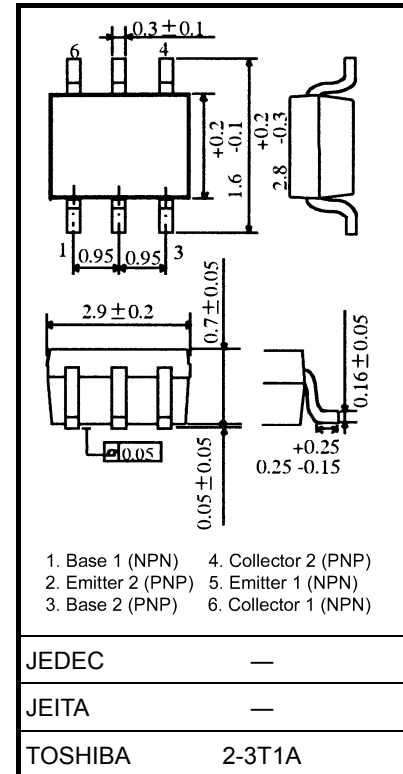 0.3±0.1
6 4
+0.2
1.6 -0.1
+0.2
2.8 -0.3
1 0.95 0.95 3
2.9±0.2
0.7±0.05
0.16±0.05
⏥ 0.05
0.05±0.05
+0.25
0.25 -0.15
1. Base 1 (NPN) 4. Collector 2 (PNP)
2. Emitter 2 (PNP) 5. Emitter 1 (NPN)
3. Base 2 (PNP) 6. Collector 1 (NPN)
JEDEC —
JEITA —
TOSHIBA 2-3T1A